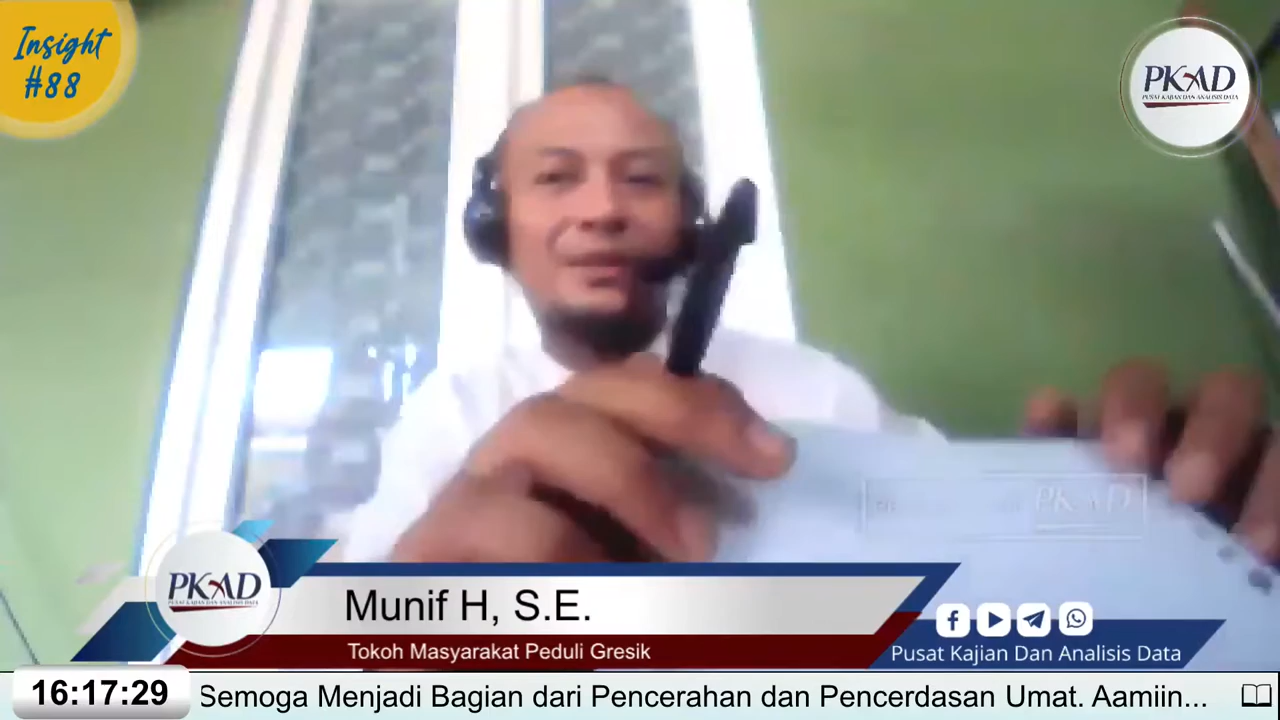 Insight
#88
PKAD
PUSAT KAJIAN DAN ANALISIS DATA
PKAD
PKAD
PUSAT KAJIAN DAN ANALISIS DATA
Munif H, S.E.
Tokoh Masyarakat Peduli Gresik
Pusat Kajian Dan Analisis Data
16:17:29
Semoga Menjadi Bagian dari Pencerahan dan Pencerdasan Umat. Aamiin...